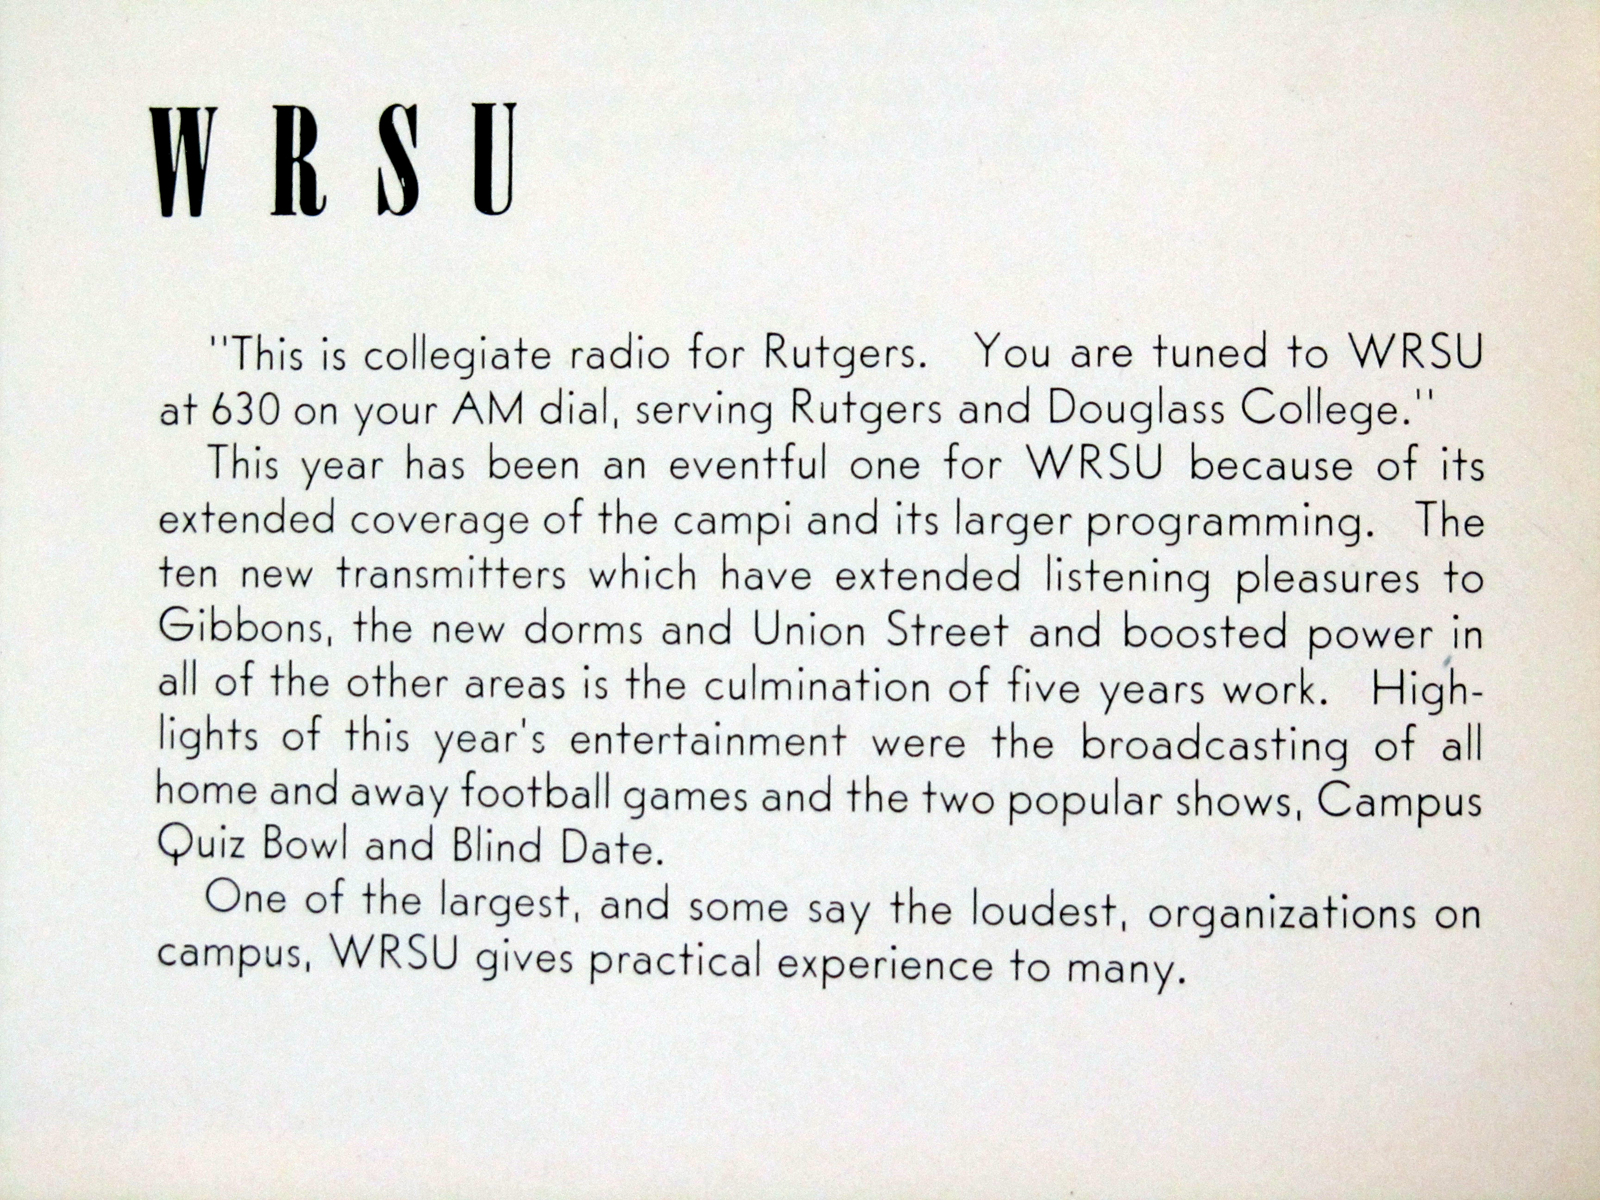 W R S U
"This is collegiate radio for Rutgers. You are tuned to WRSU
at 630 on your AM dial, serving Rutgers and Douglass College."
This year has been an eventful one for WRSU because of its
extended coverage of the campi and its larger programming. The
ten new transmitters which have extended listening pleasures to
Gibbons, the new dorms and Union Street and boosted power in
all of the other areas is the culmination of five years work. High-
lights of this year's entertainment were the broadcasting of all
home and away football games and the two popular shows, Campus
Quiz Bowl and Blind Date.
One of the largest, and some say the loudest, organizations on
campus, WRSU gives practical experience to many.